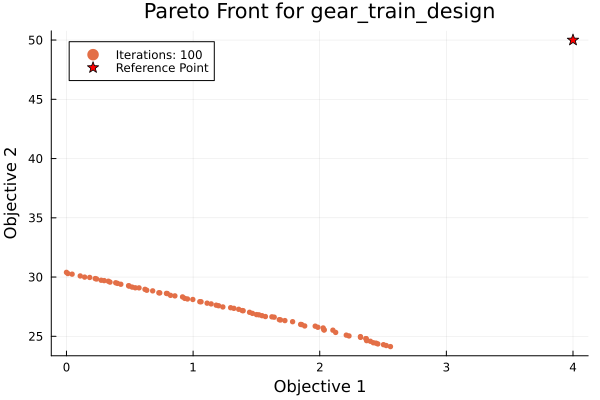 Pareto Front for gear_train_design
Iterations: 100
Reference Point
50
45
40
35
30
25
Objective 2
0 1 2 3 4
Objective 1